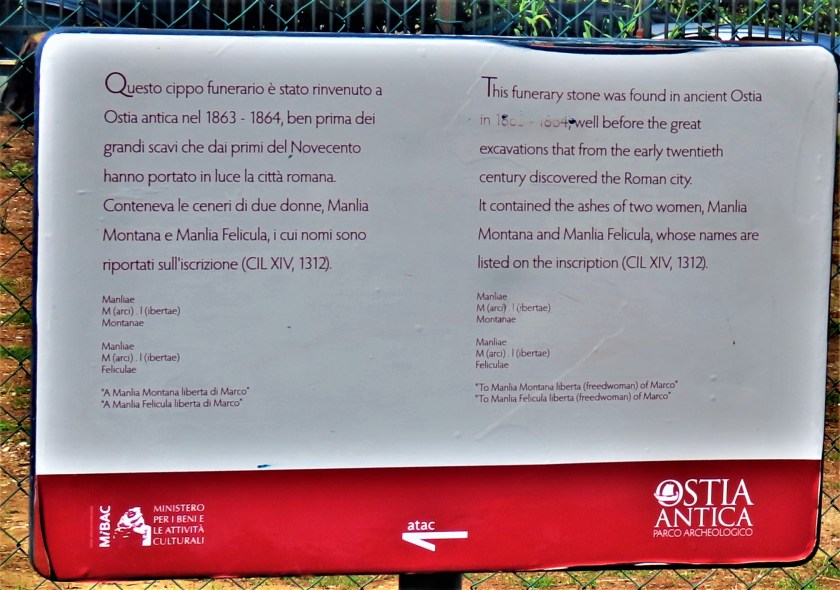 Questo cippo funerario è stato rinvenuto a
Ostia antica nel 1863 - 1864, ben prima dei
grandi scavi che dai primi del Novecento
hanno portato in luce la città romana.
Conteneva le ceneri di due donne, Manlia
Montana e Manlia Felicula, i cui nomi sono
riportati sull'iscrizione (CIL XIV, 1312).
Manliae
M (arci) . l (ibertae)
Montanae
Manliae
M (arci) . l (ibertae)
Feliculae
"A Manlia Montana liberta di Marco"
"A Manlia Felicula liberta di Marco"
This funerary stone was found in ancient Ostia
in 1863 - 1864, well before the great
excavations that from the early twentieth
century discovered the Roman city.
It contained the ashes of two women, Manlia
Montana and Manlia Felicula, whose names are
listed on the inscription (CIL XIV, 1312).
Manliae
M (arci) . l (ibertae)
Montanae
Manliae
M (arci) . l (ibertae)
Feliculae
"To Manlia Montana liberta (freedwoman) of Marco"
"To Manlia Felicula liberta (freedwoman) of Marco"
MiBAC
MINISTERO
PER I BENI E
LE ATTIVITÀ
CULTURALI
atac
OSTIA
ANTICA
PARCO ARCHEOLOGICO